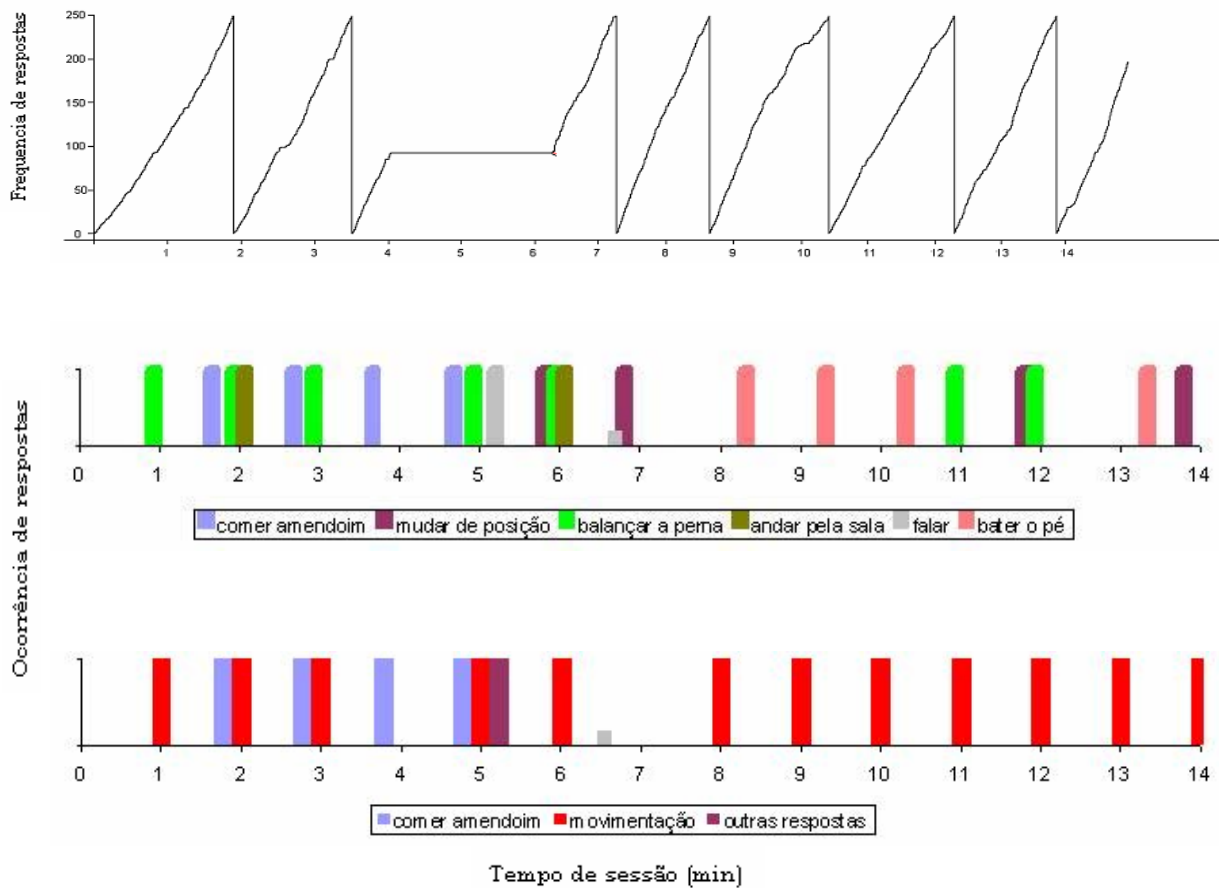 Frequencia de respostas
250
200
150
100
50
0
1 2 3 4 5 6 7 8 9 10 11 12 13 14
Ocorrência de respostas
0 1 2 3 4 5 6 7 8 9 10 11 12 13 14
comer amendoim mudar de posição balançar a perna andar pela sala falar bater o pé
0 1 2 3 4 5 6 7 8 9 10 11 12 13 14
comer amendoim movimentação outras respostas
Tempo de sessão (min)